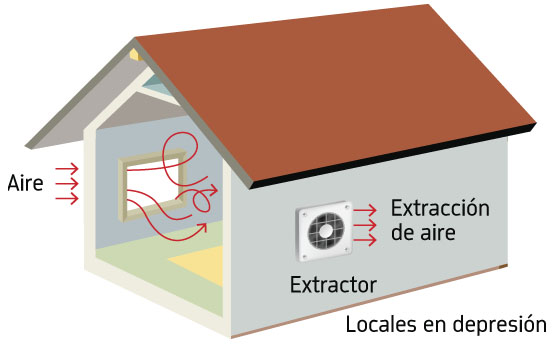 Aire
Extracción
de aire
Extractor
Locales en depresión